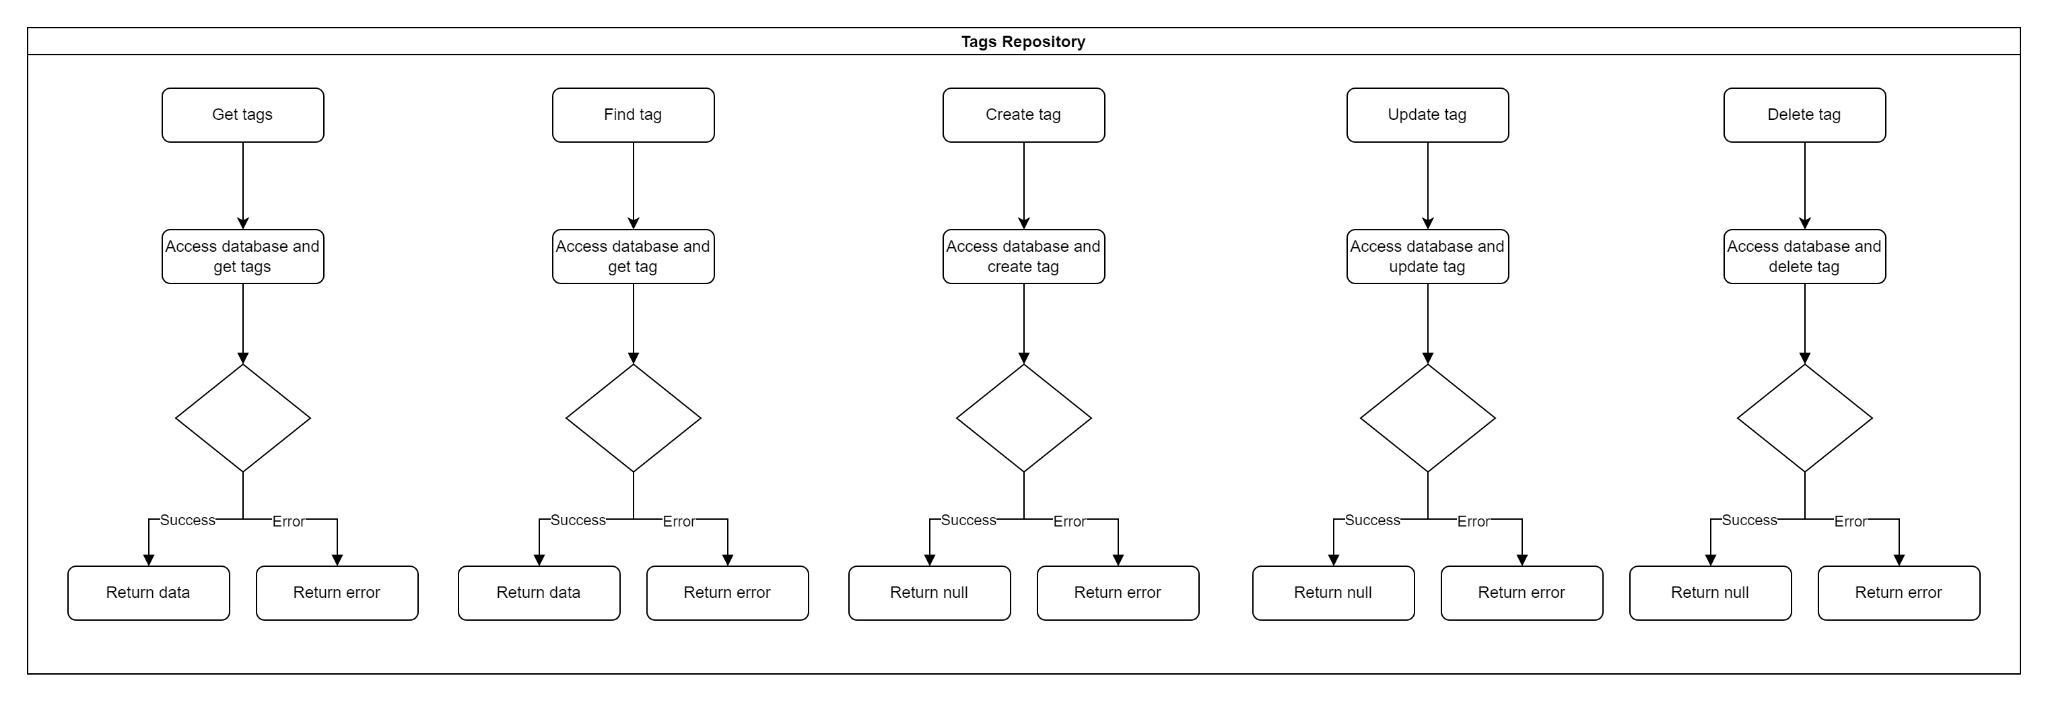 Tags Repository
Get tags
Find tag
Create tag
Update tag
Delete tag
Access database and
get tags
Access database and
get tag
Access database and
create tag
Access database and
update tag
Access database and
delete tag
Success
Error
Success
Error
Success
Error
Success
Error
Success
Error
Return data
Return error
Return data
Return error
Return null
Return error
Return null
Return error
Return null
Return error